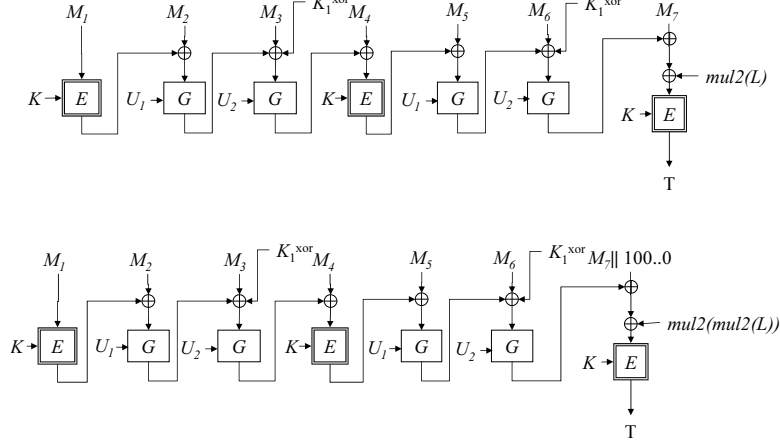 M₁ M₂ M₃ K₁ˣᵒʳ M₄ M₅ M₆ K₁ˣᵒʳ M₇
mul2(L)
K E U₁ G U₂ G K E U₁ G U₂ G K E
T
M₁ M₂ M₃ K₁ˣᵒʳ M₄ M₅ M₆ K₁ˣᵒʳ M₇|| 100..0
mul2(mul2(L))
K E U₁ G U₂ G K E U₁ G U₂ G K E
T